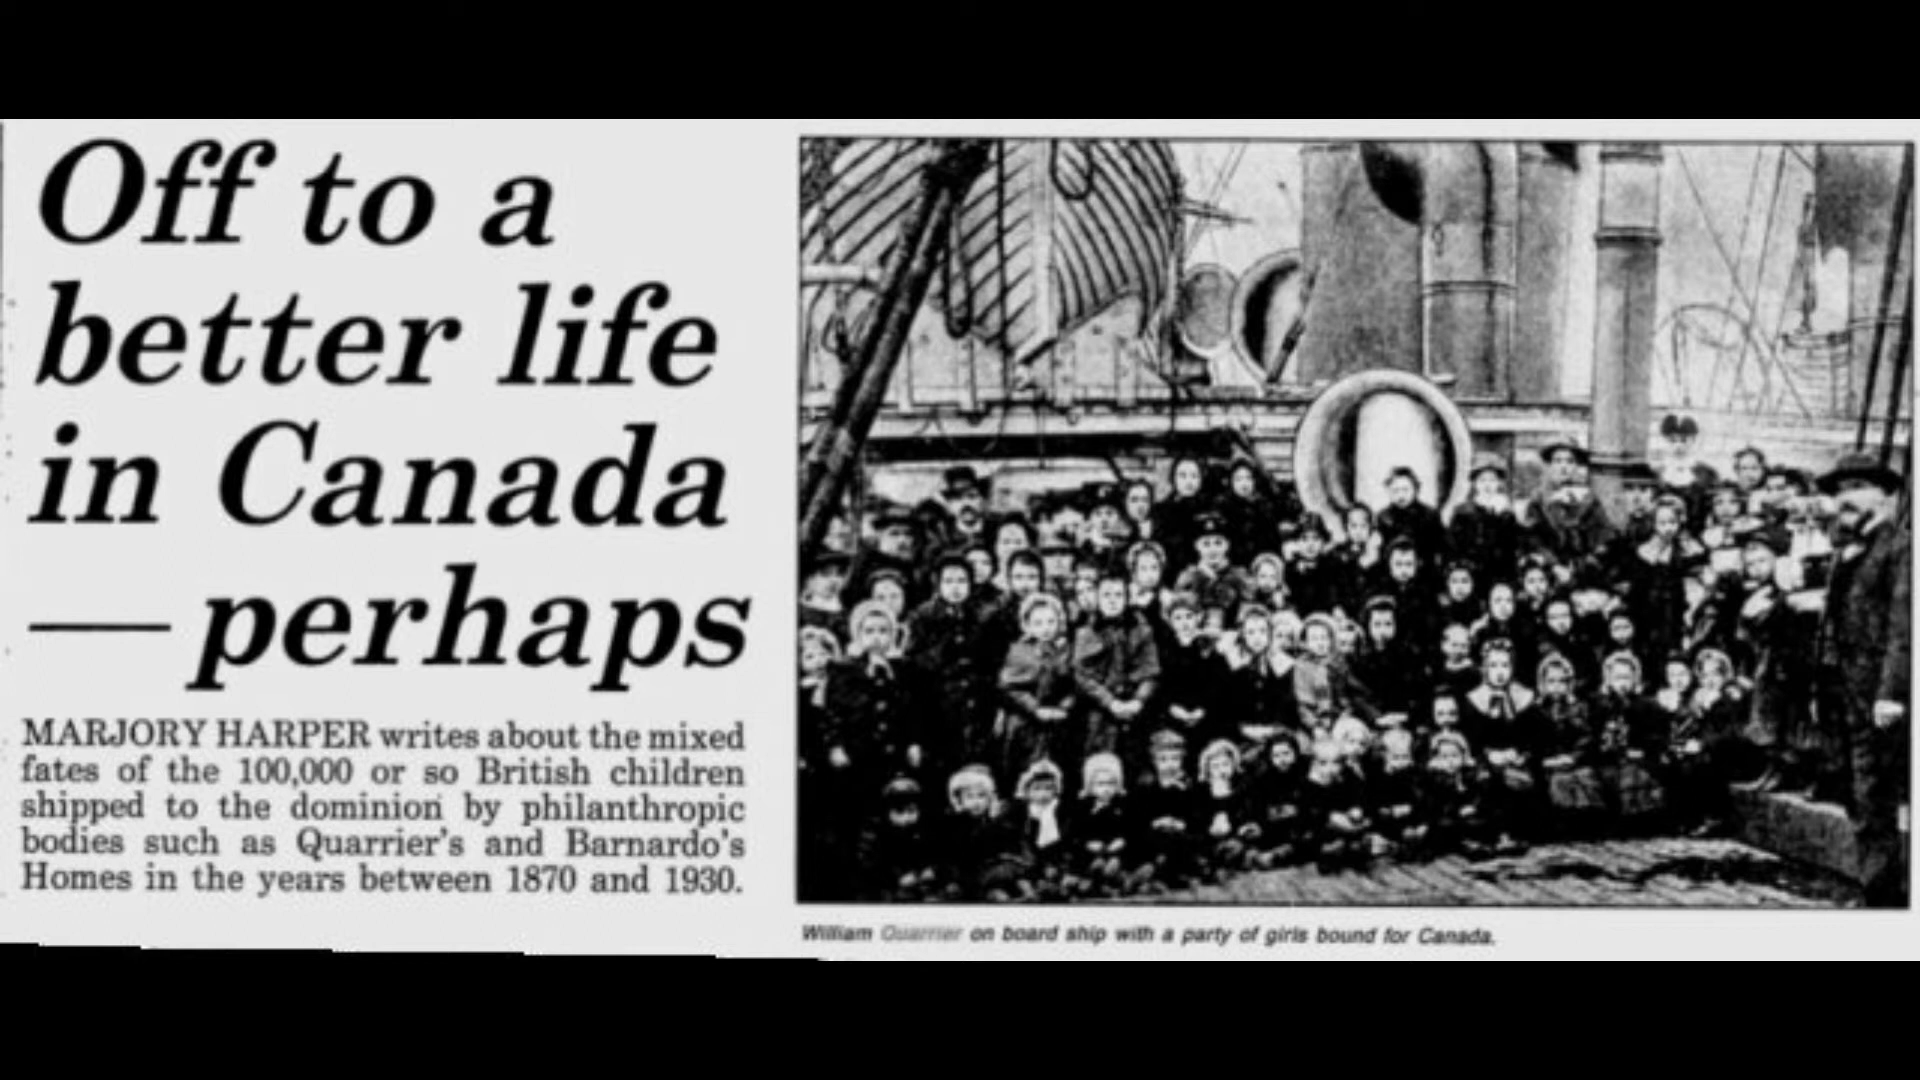 Off to a
better life
in Canada
— perhaps
MARJORY HARPER writes about the mixed
fates of the 100,000 or so British children
shipped to the dominion by philanthropic
bodies such as Quarrier's and Barnardo's
Homes in the years between 1870 and 1930.
William Quarrier on board ship with a party of girls bound for Canada.